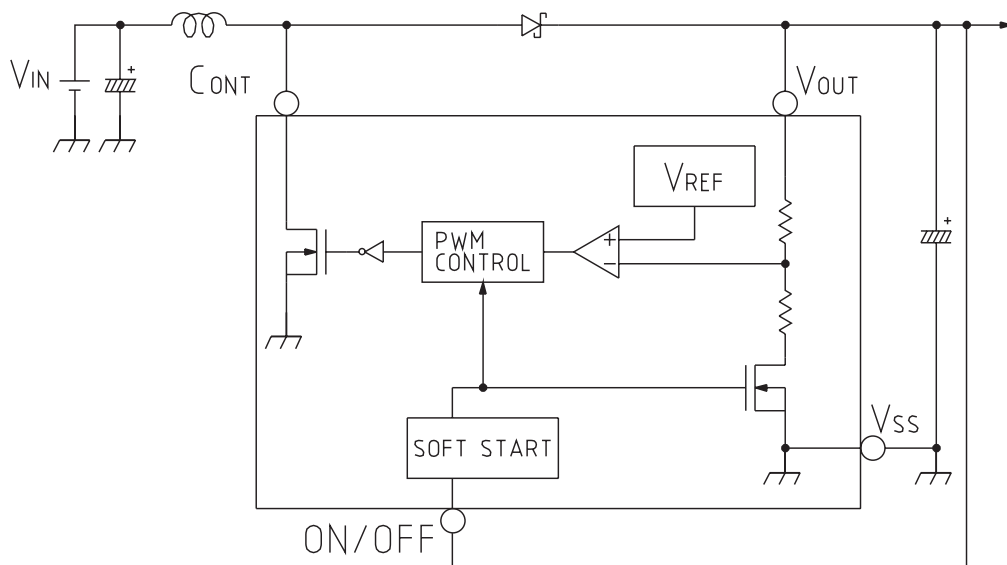 VIN
+
CONT
VOUT
VREF
+
PWM
CONTROL
+
−
SOFT START
VSS
ON/OFF